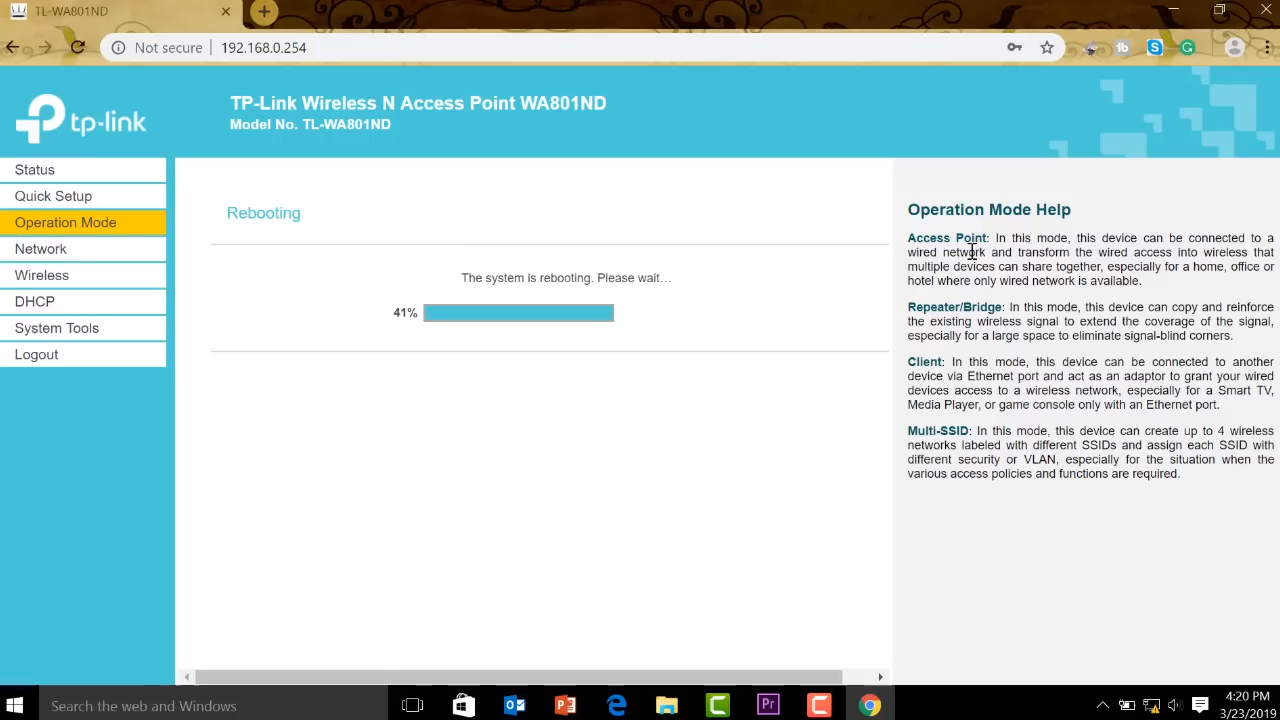 TL-WA801ND
Not secure
192.168.0.254
tp-link
TP-Link Wireless N Access Point WA801ND
Model No. TL-WA801ND
Status
Quick Setup
Operation Mode
Network
Wireless
DHCP
System Tools
Logout
Rebooting
The system is rebooting. Please wait...
41%
Operation Mode Help
Access Point: In this mode, this device can be connected to a
wired network and transform the wired access into wireless that
multiple devices can share together, especially for a home, office or
hotel where only wired network is available.
Repeater/Bridge: In this mode, this device can copy and reinforce
the existing wireless signal to extend the coverage of the signal,
especially for a large space to eliminate signal-blind corners.
Client: In this mode, this device can be connected to another
device via Ethernet port and act as an adaptor to grant your wired
devices access to a wireless network, especially for a Smart TV,
Media Player, or game console only with an Ethernet port.
Multi-SSID: In this mode, this device can create up to 4 wireless
networks labeled with different SSIDs and assign each SSID with
different security or VLAN, especially for the situation when the
various access policies and functions are required.
Search the web and Windows
4:20 PM
3/23/2019